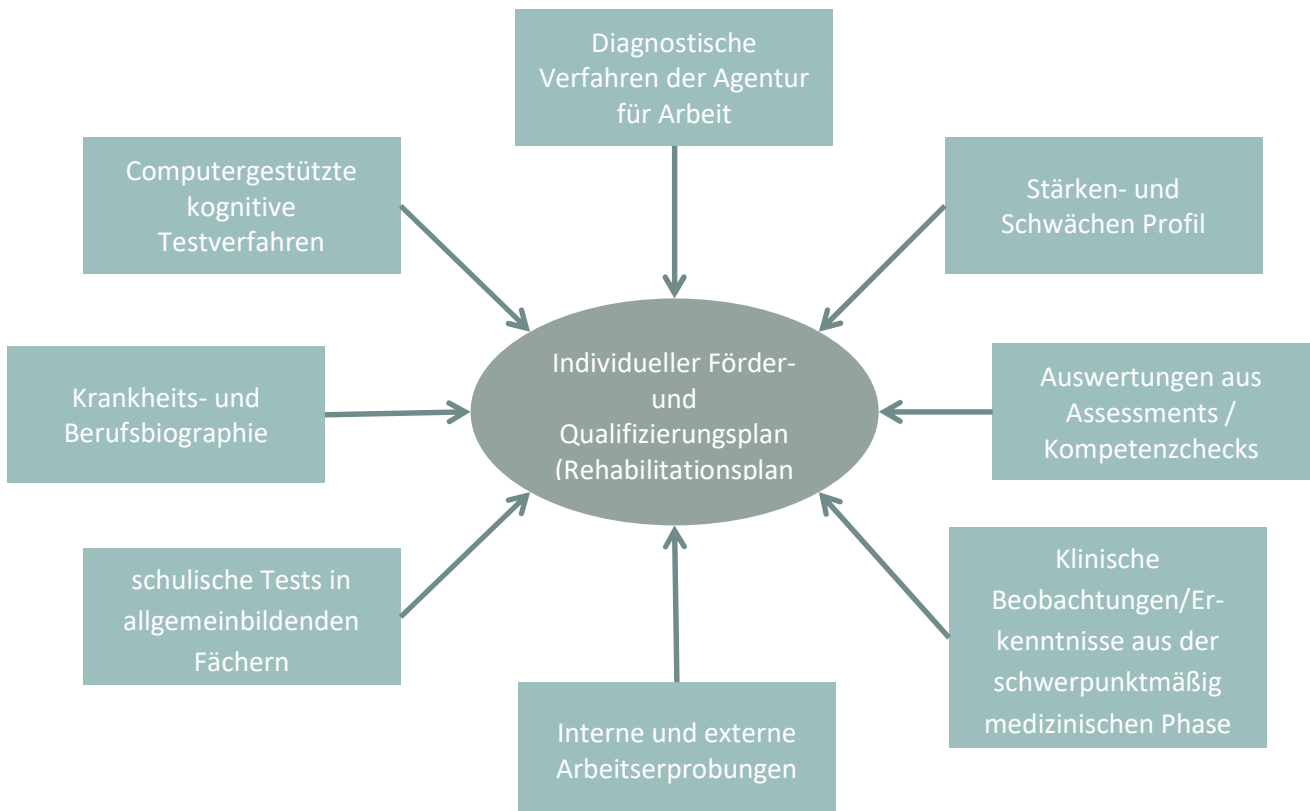 Diagnostische
Verfahren der Agentur
für Arbeit
Computergestützte
kognitive
Testverfahren
Stärken- und
Schwächen Profil
Krankheits- und
Berufsbiographie
Individueller Förder-
und
Qualifizierungsplan
(Rehabilitationsplan
Auswertungen aus
Assessments /
Kompetenzchecks
schulische Tests in
allgemeinbildenden
Fächern
Klinische
Beobachtungen/Er-
kenntnisse aus der
schwerpunktmäßig
medizinischen Phase
Interne und externe
Arbeitserprobungen